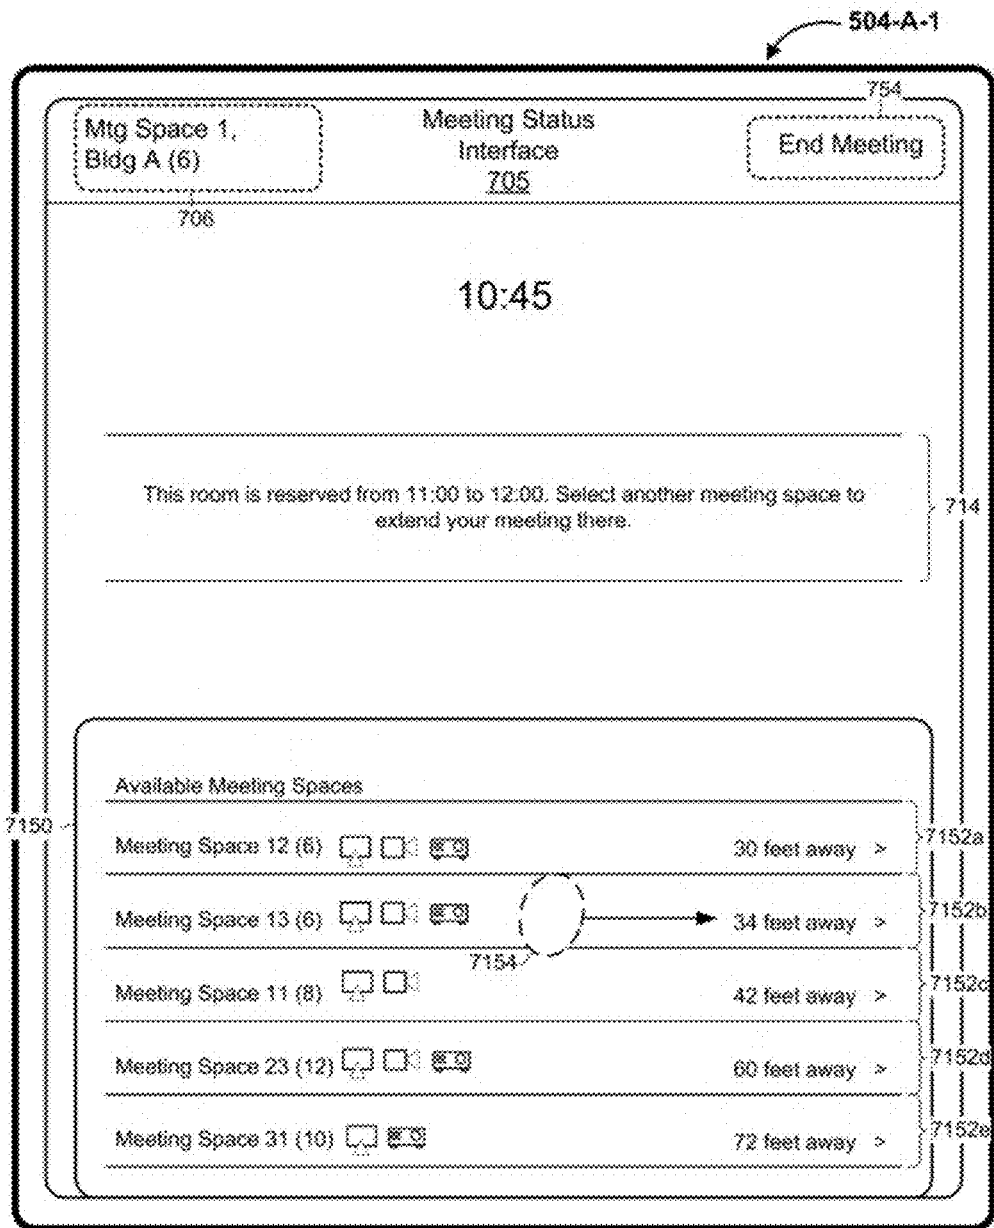 504-A-1
754
Mtg Space 1,
Bldg A (6)
Meeting Status
Interface
705
End Meeting
706
10:45
This room is reserved from 11:00 to 12:00. Select another meeting space to
extend your meeting there.
714
Available Meeting Spaces
7150
Meeting Space 12 (6) 30 feet away >
7152a
Meeting Space 13 (6) 34 feet away >
7152b
7154
Meeting Space 11 (8) 42 feet away >
7152c
Meeting Space 23 (12) 60 feet away >
7152d
Meeting Space 31 (10) 72 feet away >
7152e